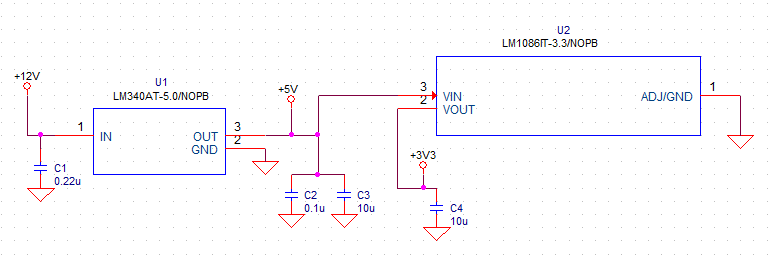 U2
LM1086IT-3.3/NOPB
+12V
U1
LM340AT-5.0/NOPB
+5V
3
VIN
2
VOUT
ADJ/GND
1
1
IN
OUT
3
GND
2
C1
0.22u
+3V3
C2
0.1u
C3
10u
C4
10u